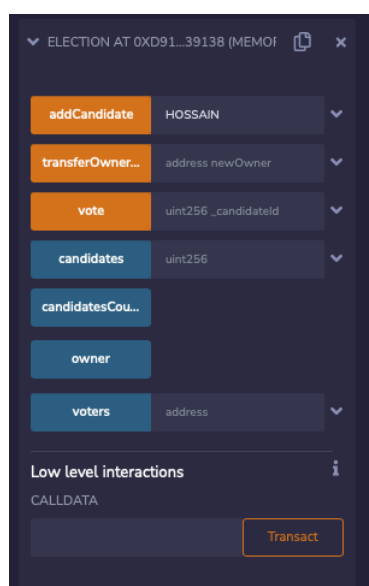 ELECTION AT 0XD91...39138 (MEMOF
addCandidate HOSSAIN
transferOwner... address newOwner
vote uint256 _candidateId
candidates uint256
candidatesCou...
owner
voters address
Low level interactions i
CALLDATA
Transact